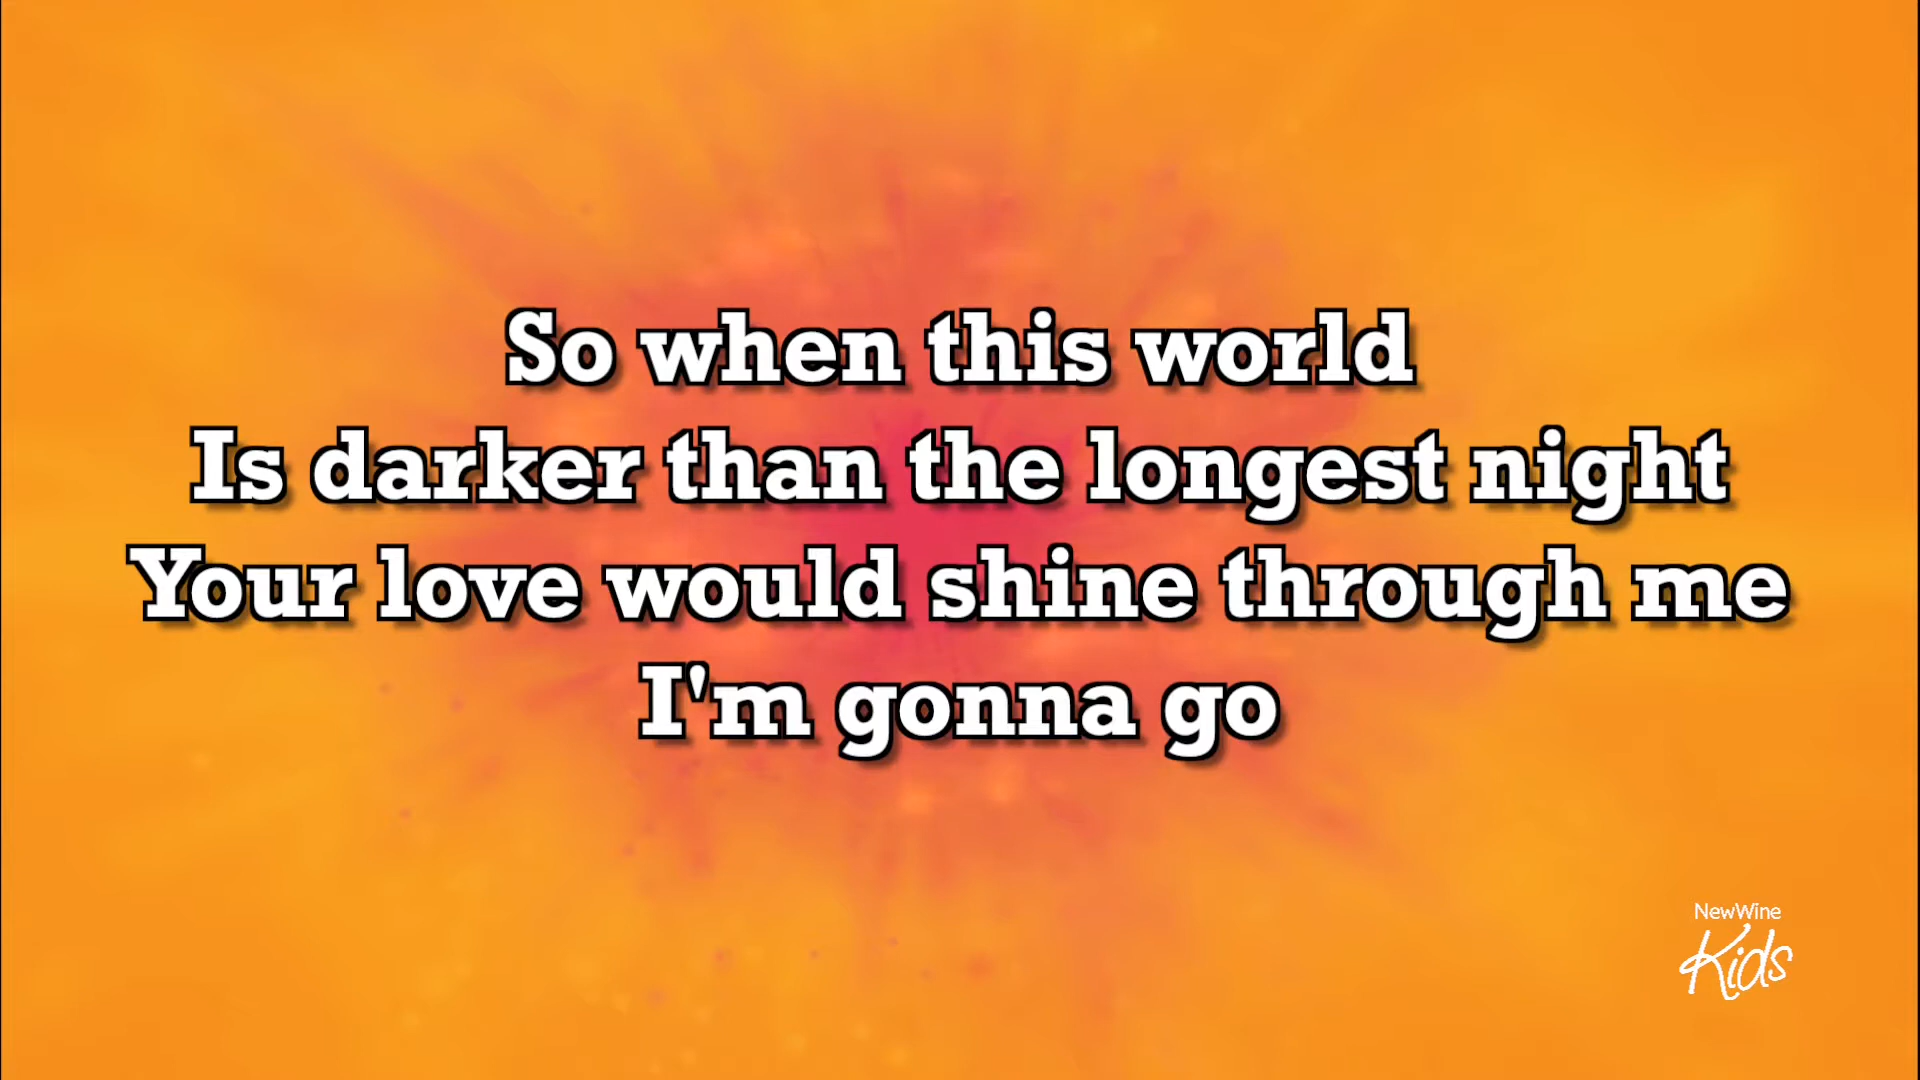 So when this world
Is darker than the longest night
Your love would shine through me
I'm gonna go
NewWine
Kids